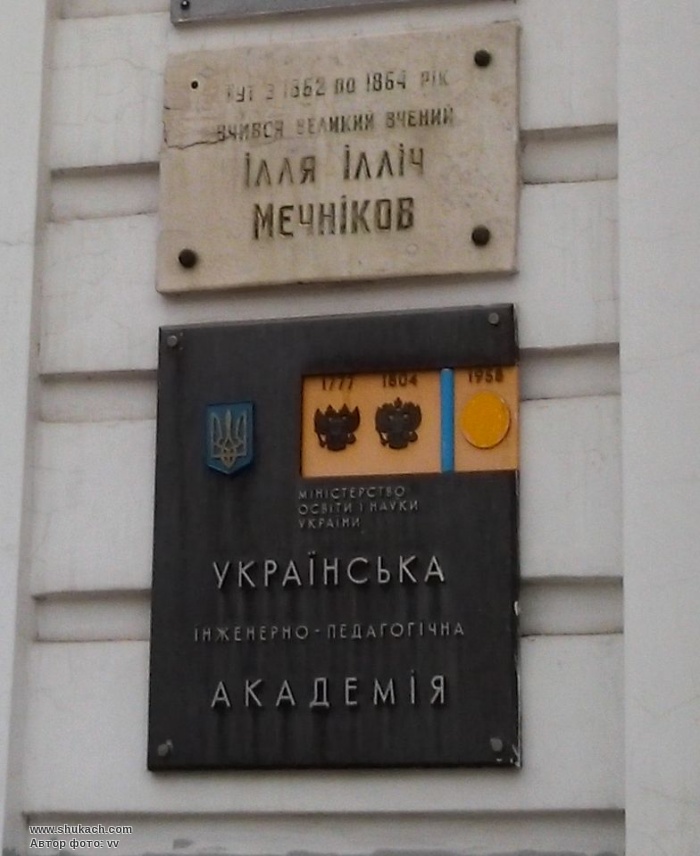 Тут з 1862 по 1864 рік
вчився великий вчений
Ілля Ілліч
Мечніков
1777 1804 1958
МІНІСТЕРСТВО
ОСВІТИ І НАУКИ
УКРАЇНИ
УКРАЇНСЬКА
ІНЖЕНЕРНО-ПЕДАГОГІЧНА
АКАДЕМІЯ
www.shukach.com
Автор фото: vv